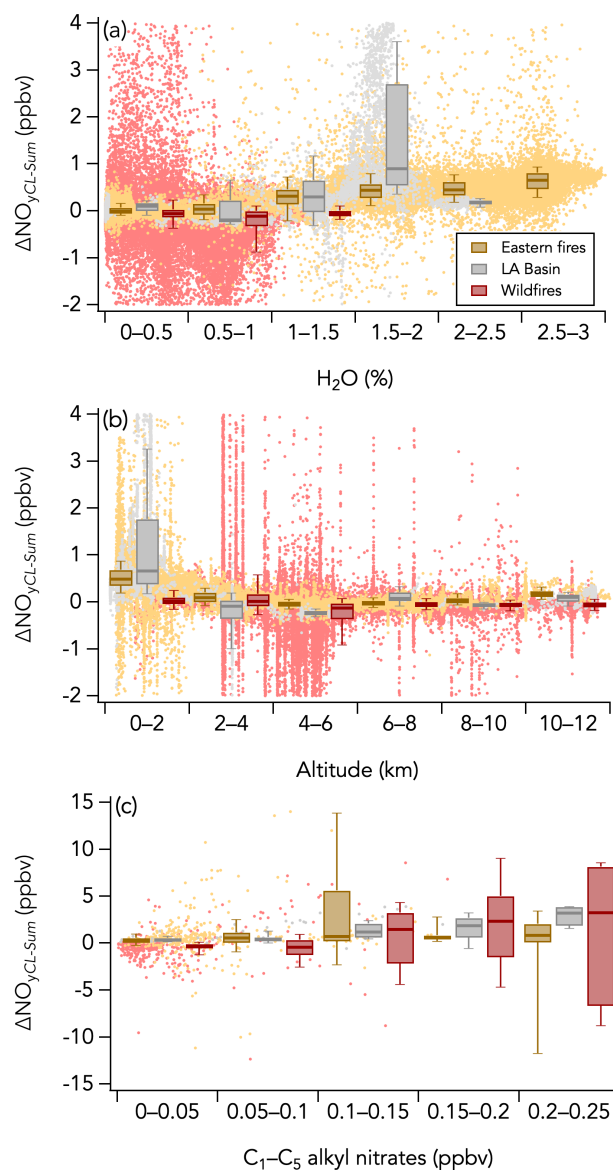 (a)
4
3
2
1
0
-1
-2
ΔNOyCL-Sum (ppbv)
Eastern fires
LA Basin
Wildfires
0–0.5 0.5–1 1–1.5 1.5–2 2–2.5 2.5–3
H2O (%)
(b)
4
3
2
1
0
-1
-2
ΔNOyCL-Sum (ppbv)
0–2 2–4 4–6 6–8 8–10 10–12
Altitude (km)
(c)
15
10
5
0
-5
-10
-15
ΔNOyCL-Sum (ppbv)
0–0.05 0.05–0.1 0.1–0.15 0.15–0.2 0.2–0.25
C1–C5 alkyl nitrates (ppbv)